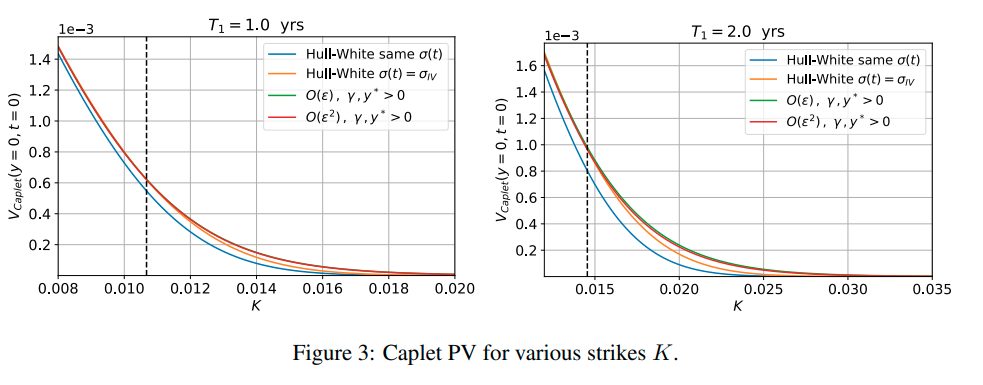 T₁ = 1.0 yrs
1e−3
Hull-White same σ(t)
Hull-White σ(t) = σ_IV
O(ε), γ, y* > 0
O(ε²), γ, y* > 0
V_Caplet(y = 0, t = 0)
1.4
1.2
1.0
0.8
0.6
0.4
0.2
0.008 0.010 0.012 0.014 0.016 0.018 0.020
K
T₁ = 2.0 yrs
1e−3
Hull-White same σ(t)
Hull-White σ(t) = σ_IV
O(ε), γ, y* > 0
O(ε²), γ, y* > 0
V_Caplet(y = 0, t = 0)
1.6
1.4
1.2
1.0
0.8
0.6
0.4
0.2
0.015 0.020 0.025 0.030 0.035
K
Figure 3: Caplet PV for various strikes K.